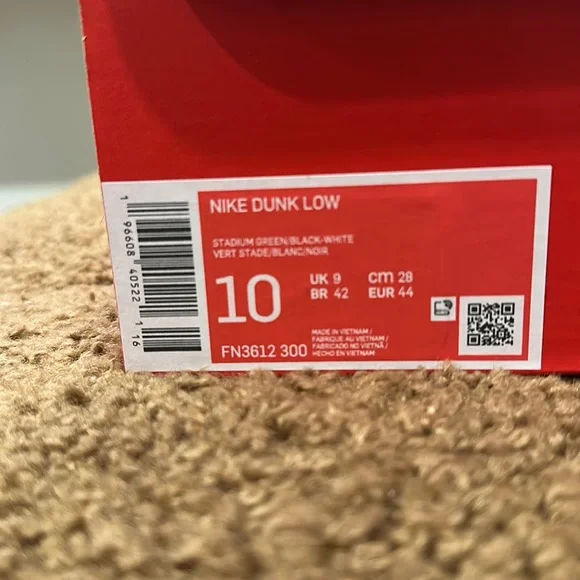 NIKE DUNK LOW
STADIUM GREEN/BLACK-WHITE
VERT STADE/BLANC/NOIR
10
UK 9 CM 28
BR 42 EUR 44
FN3612 300
MADE IN VIETNAM /
FABRIQUE AU VIETNAM /
FABRICADO NO VIETNÃ /
HECHO EN VIETNAM
1 96608 40522 1 16